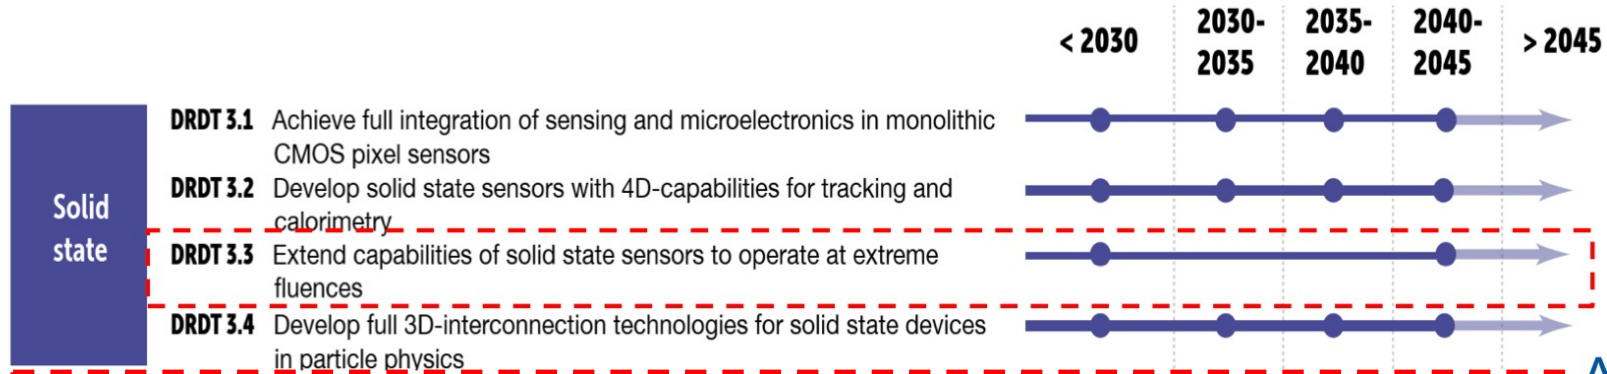 < 2030
2030-
2035
2035-
2040
2040-
2045
> 2045
Solid
state
DRDT 3.1 Achieve full integration of sensing and microelectronics in monolithic
CMOS pixel sensors
DRDT 3.2 Develop solid state sensors with 4D-capabilities for tracking and
calorimetry
DRDT 3.3 Extend capabilities of solid state sensors to operate at extreme
fluences
DRDT 3.4 Develop full 3D-interconnection technologies for solid state devices
in particle physics